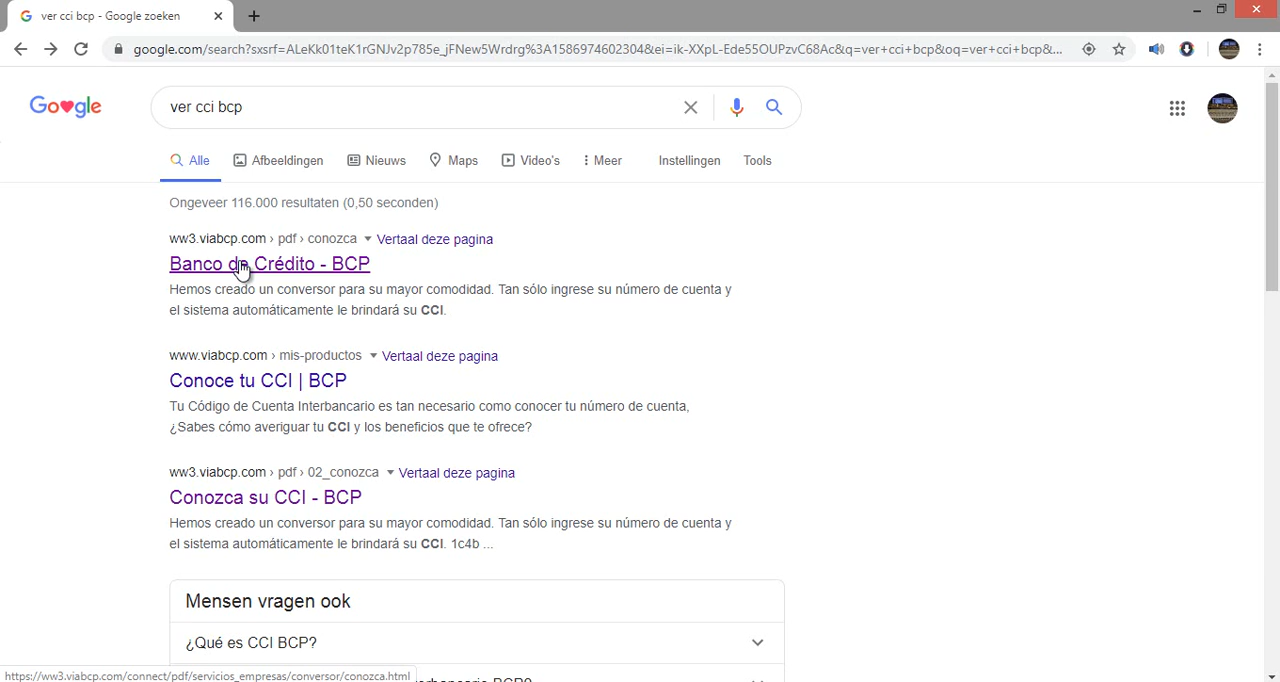 ver cci bcp - Google zoeken
google.com/search?sxsrf=ALeKk01teK1rGNJv2p785e_jFNew5Wrdrg%3A1586974602304&ei=ik-XXpL-Ede55OUPzvC68Ac&q=ver+cci+bcp&oq=ver+cci+bcp&...
Google
ver cci bcp
Alle Afbeeldingen Nieuws Maps Video's Meer Instellingen Tools
Ongeveer 116.000 resultaten (0,50 seconden)
ww3.viabcp.com › pdf › conozca Vertaal deze pagina
Banco de Crédito - BCP
Hemos creado un conversor para su mayor comodidad. Tan sólo ingrese su número de cuenta y
el sistema automáticamente le brindará su CCI.
www.viabcp.com › mis-productos Vertaal deze pagina
Conoce tu CCI | BCP
Tu Código de Cuenta Interbancario es tan necesario como conocer tu número de cuenta,
¿Sabes cómo averiguar tu CCI y los beneficios que te ofrece?
ww3.viabcp.com › pdf › 02_conozca Vertaal deze pagina
Conozca su CCI - BCP
Hemos creado un conversor para su mayor comodidad. Tan sólo ingrese su número de cuenta y
el sistema automáticamente le brindará su CCI. 1c4b ...
Mensen vragen ook
¿Qué es CCI BCP?
https://ww3.viabcp.com/connect/pdf/servicios_empresas/conversor/conozca.html